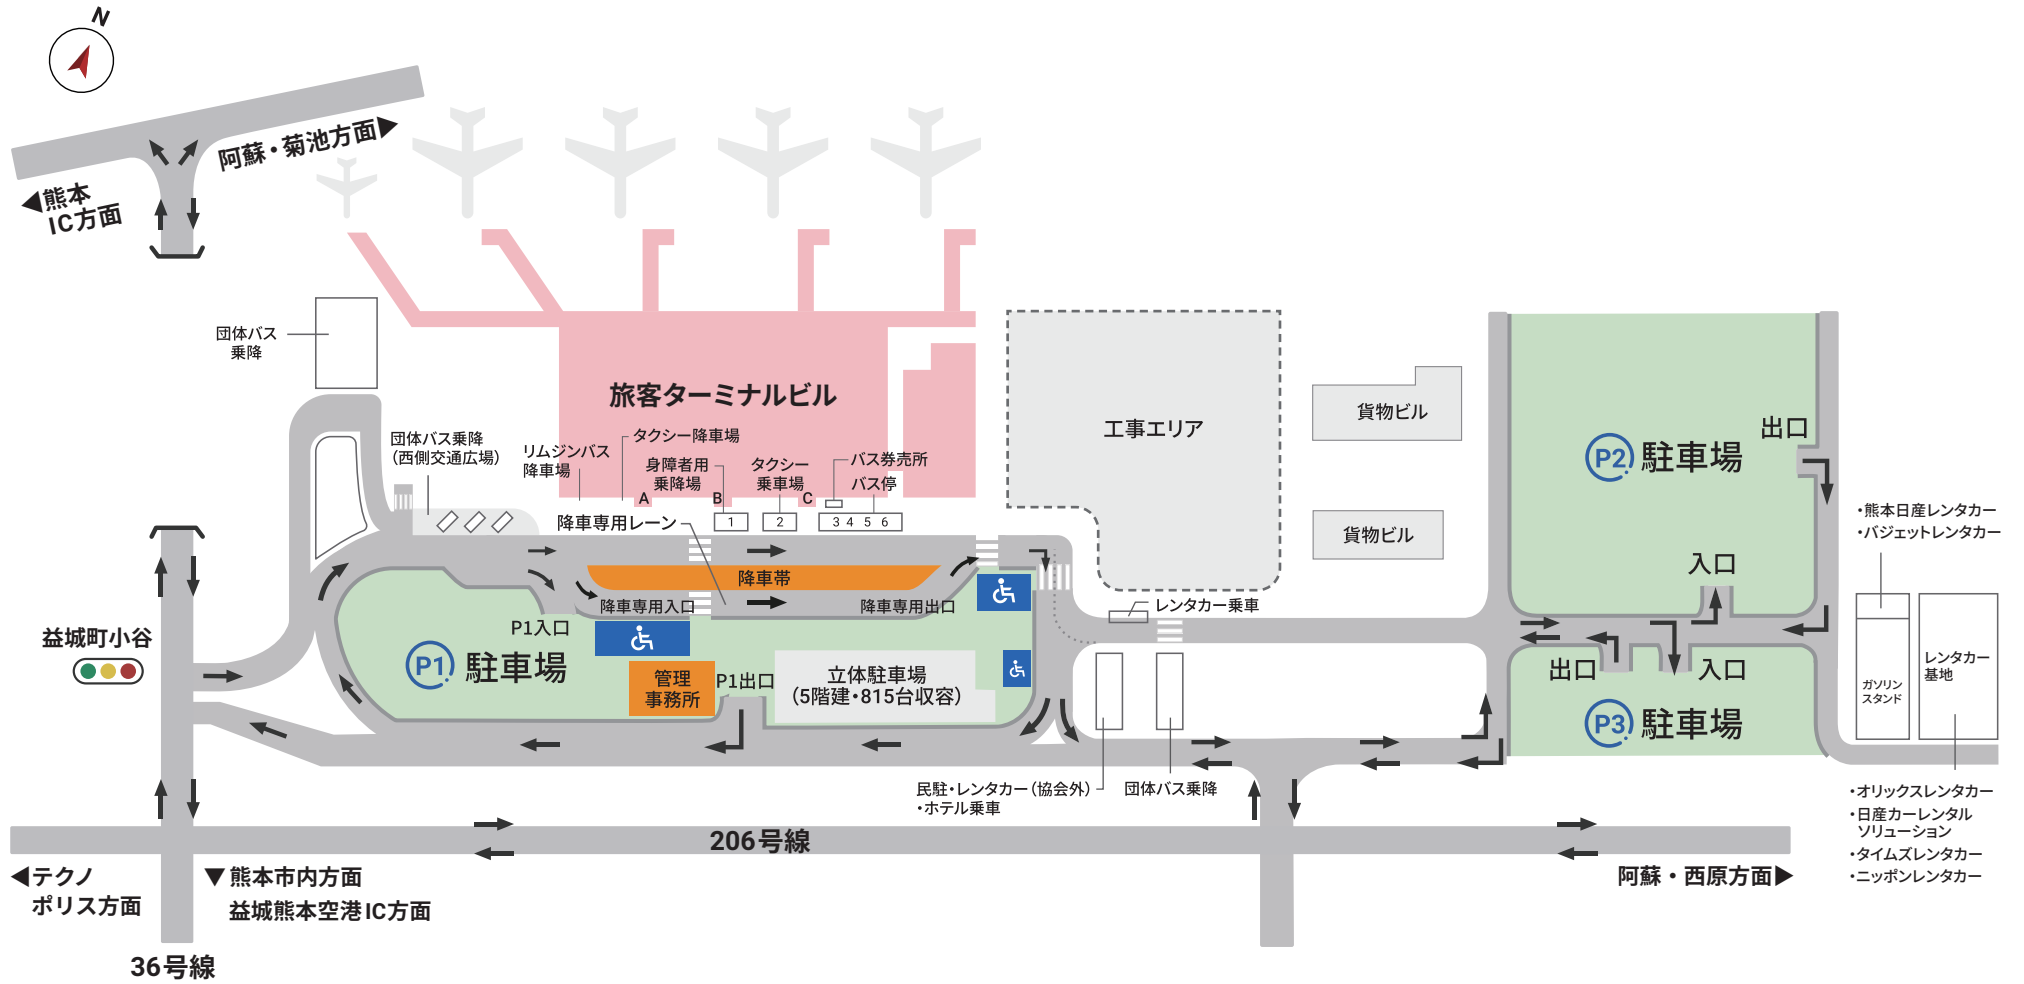 N
阿蘇・菊池方面▶
◀熊本
IC方面
団体バス
乗降
旅客ターミナルビル
団体バス乗降
(西側交通広場)
リムジンバス
降車場
タクシー降車場
身障者用
乗降場
タクシー
乗車場
バス券売所
バス停
A
B
C
1
2
3 4 5 6
降車専用レーン
降車帯
降車専用入口
降車専用出口
P1入口
P1 駐車場
管理
事務所
P1出口
立体駐車場
(5階建・815台収容)
工事エリア
貨物ビル
貨物ビル
レンタカー乗車
民駐・レンタカー(協会外)
・ホテル乗車
団体バス乗降
出口
P2 駐車場
入口
出口
入口
P3 駐車場
・熊本日産レンタカー
・バジェットレンタカー
ガソリン
スタンド
レンタカー
基地
・オリックスレンタカー
・日産カーレンタル
ソリューション
・タイムズレンタカー
・ニッポンレンタカー
益城町小谷
206号線
◀テクノ
ポリス方面
▼熊本市内方面
益城熊本空港IC方面
阿蘇・西原方面▶
36号線